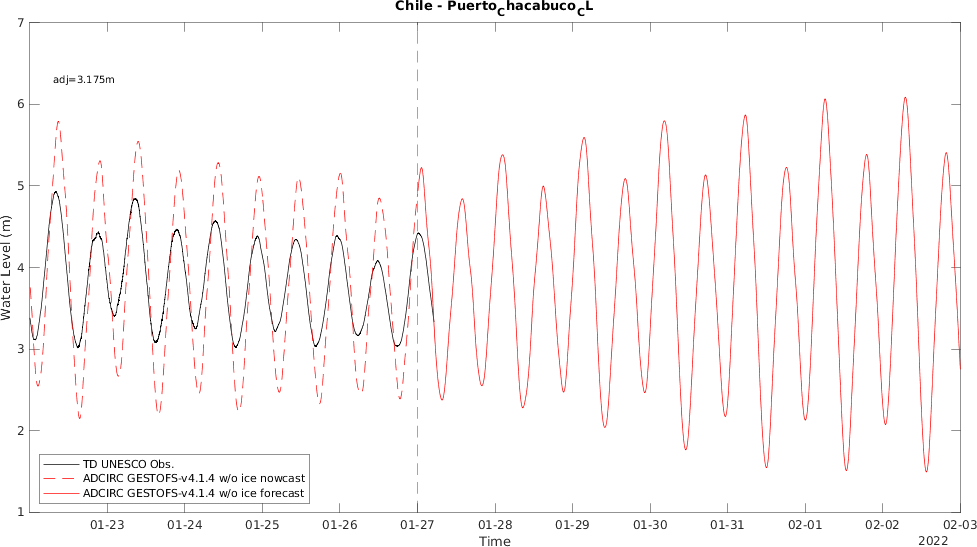 Chile - Puerto_Chacabuco_CL
7
adj=3.175m
6
5
4
3
2
1
Water Level (m)
TD UNESCO Obs.
ADCIRC GESTOFS-v4.1.4 w/o ice nowcast
ADCIRC GESTOFS-v4.1.4 w/o ice forecast
01-23 01-24 01-25 01-26 01-27 01-28 01-29 01-30 01-31 02-01 02-02 02-03
Time
2022